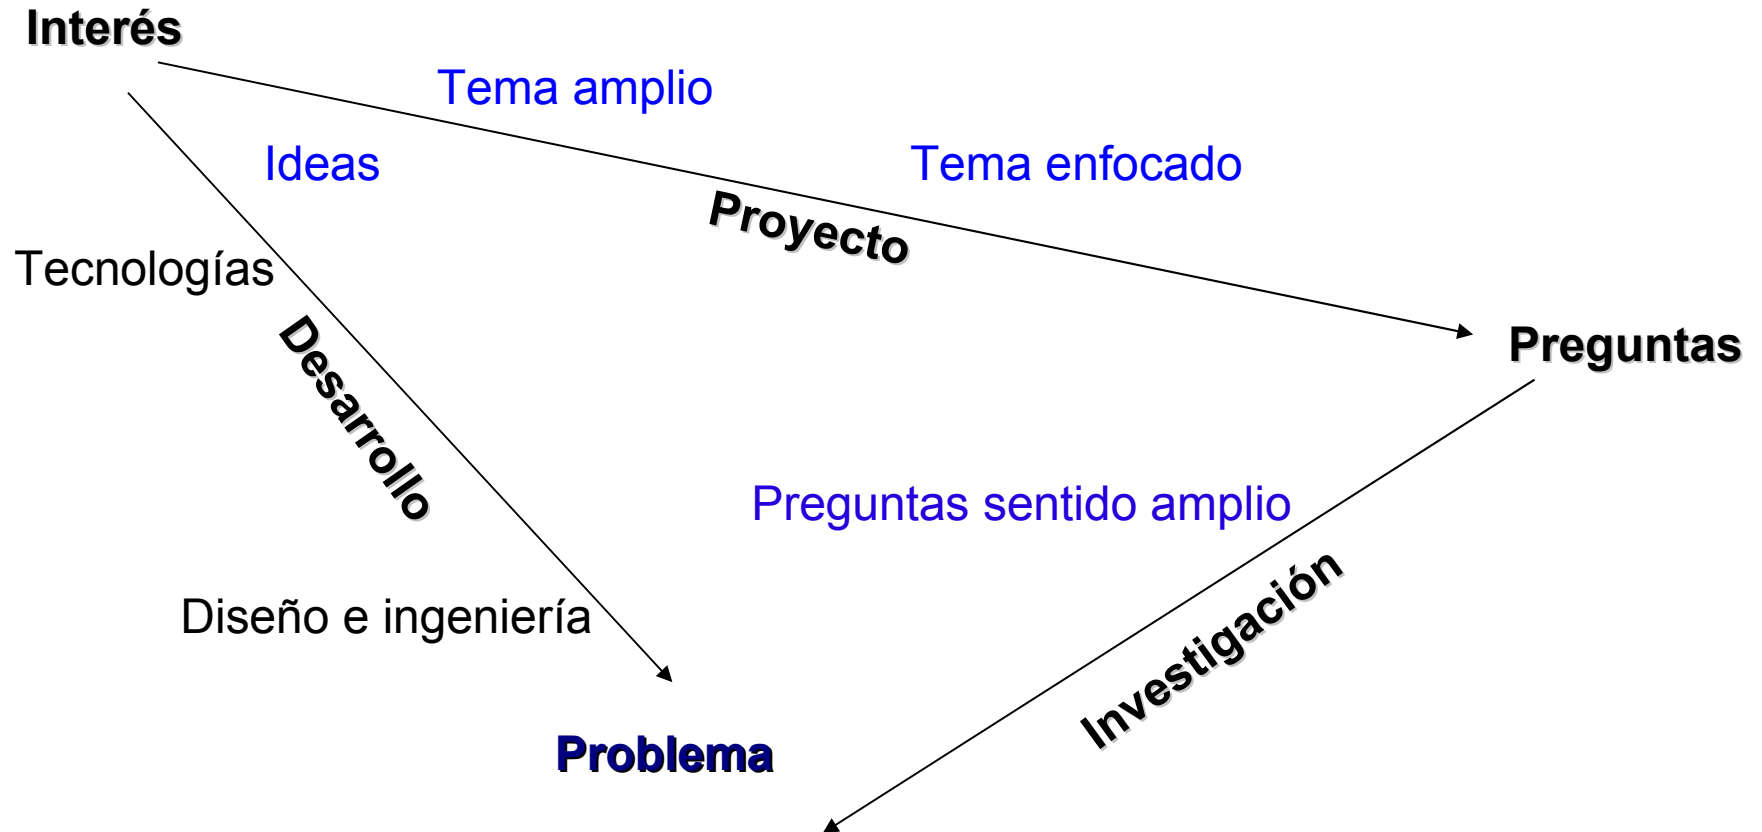 Interés
Tema amplio
Ideas
Tema enfocado
Proyecto
Tecnologías
Desarrollo
Preguntas
Preguntas sentido amplio
Diseño e ingeniería
Investigación
Problema